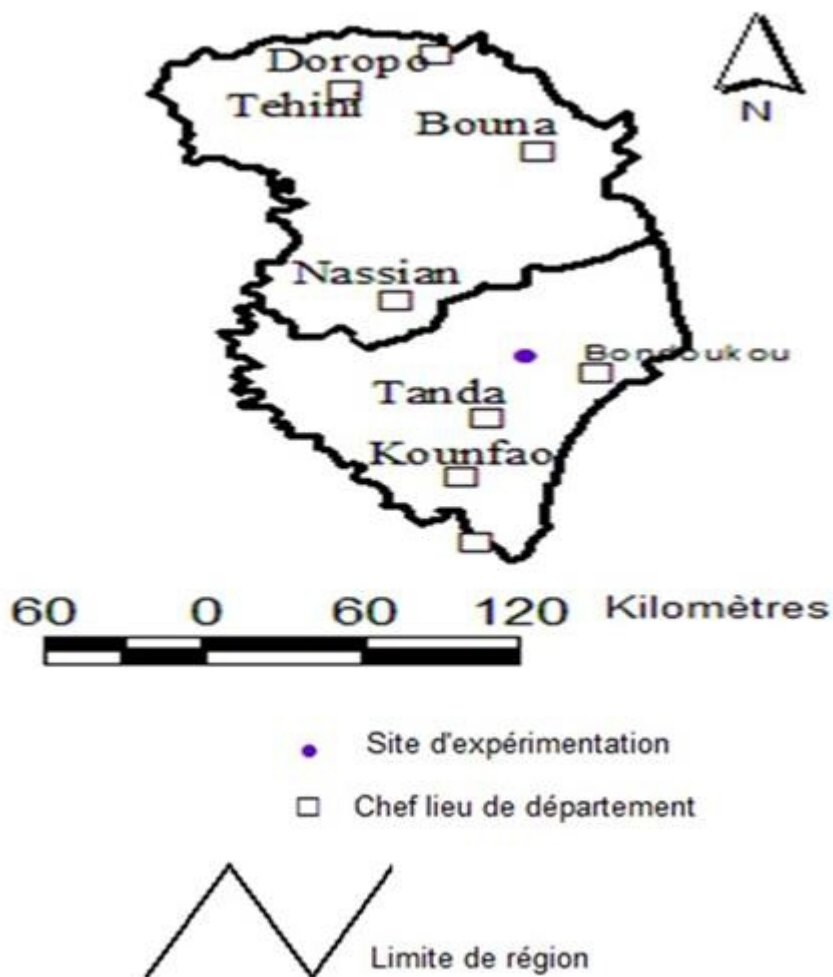 Doropo
Tehini
Bouna
N
Nassian
Bondoukou
Tanda
Kounfao
60 0 60 120 Kilomètres
Site d'expérimentation
Chef lieu de département
Limite de région